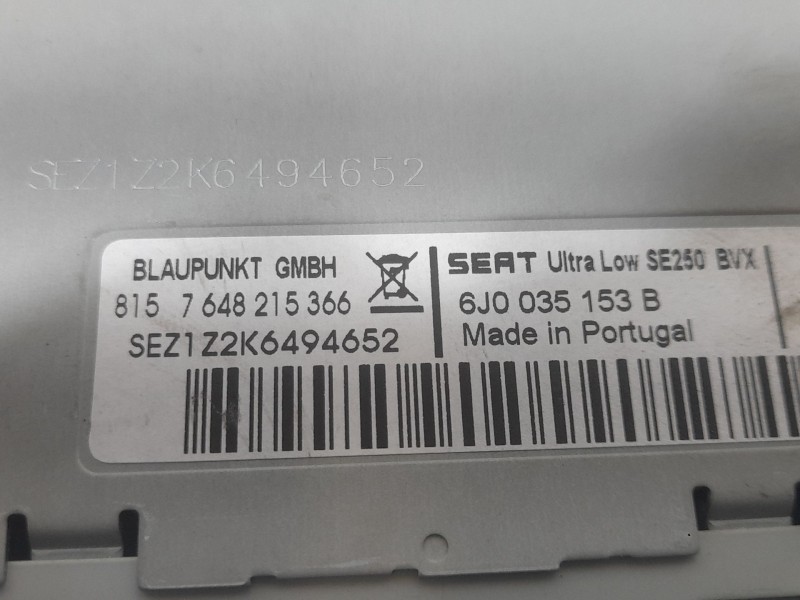 SEZ1Z2K6494652
BLAUPUNKT GMBH
815 7 648 215 366
SEZ1Z2K6494652
SEAT Ultra Low SE250 BVX
6J0 035 153 B
Made in Portugal